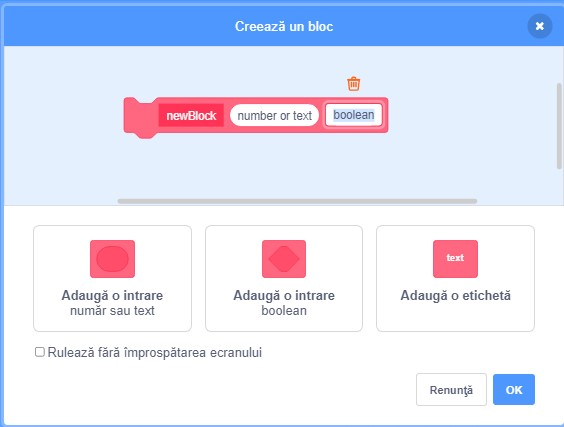 Creează un bloc
newBlock number or text boolean
text
Adaugă o intrare
număr sau text
Adaugă o intrare
boolean
Adaugă o etichetă
Rulează fără împrospătarea ecranului
Renunţă
OK